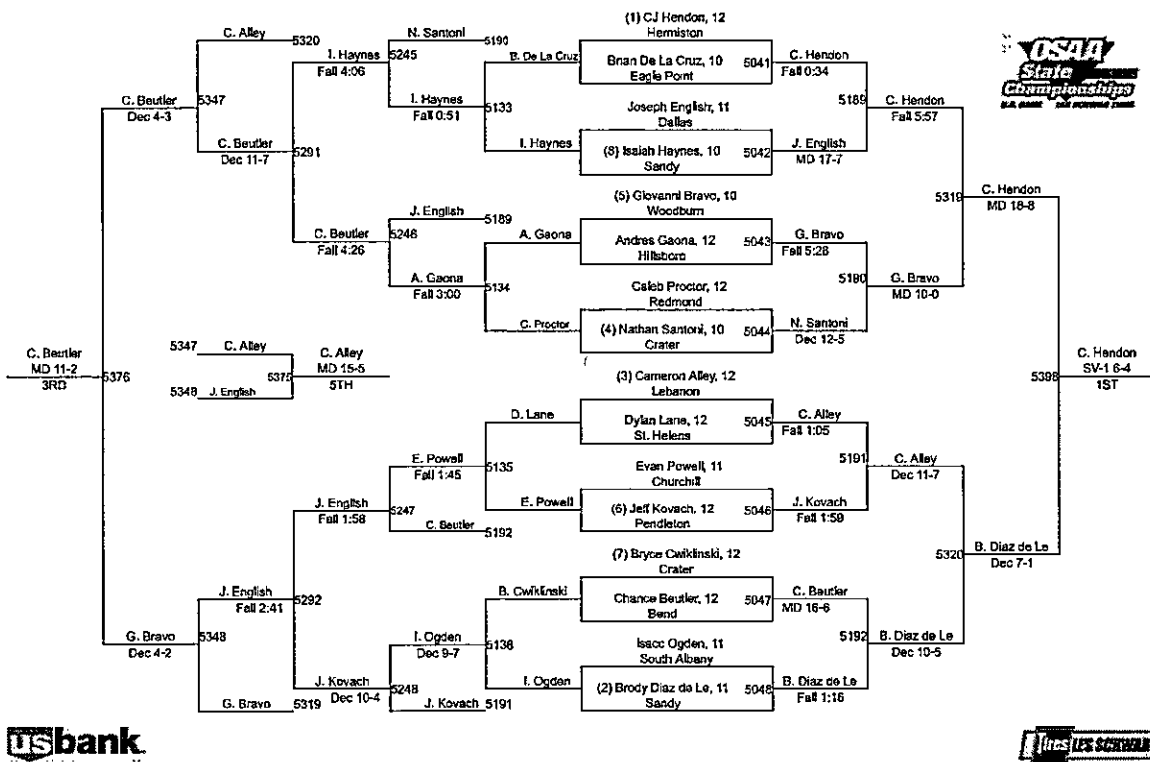 OSAA
State
Championships
C. Alley
5320
I. Haynes
Fall 4:06
5245
N. Santoni
5190
B. De La Cruz
(1) CJ Hendon, 12
Hermiston
Brian De La Cruz, 10
Eagle Point
5041
C. Hendon
Fall 0:34
C. Beutler
Dec 4-3
5347
I. Haynes
Fall 0:51
5133
Joseph English, 11
Dallas
5189
C. Hendon
Fall 5:57
C. Beutler
Dec 11-7
5291
I. Haynes
(8) Isaiah Haynes, 10
Sandy
5042
J. English
MD 17-7
5319
C. Hendon
MD 18-8
C. Beutler
Fall 4:26
J. English
5189
5246
A. Gaona
(5) Giovanni Bravo, 10
Woodburn
Andres Gaona, 12
Hillsboro
5043
G. Bravo
Fall 5:28
A. Gaona
Fall 3:00
5134
Caleb Proctor, 12
Redmond
5190
G. Bravo
MD 10-0
C. Proctor
(4) Nathan Santoni, 10
Crater
5044
N. Santoni
Dec 12-5
C. Beutler
MD 11-2
3RD
5376
5347
C. Alley
5375
C. Alley
MD 15-5
5TH
5348
J. English
5398
C. Hendon
SV-1 6-4
1ST
D. Lane
(3) Cameron Alley, 12
Lebanon
Dylan Lane, 12
St. Helens
5045
C. Alley
Fall 1:05
E. Powell
Fall 1:45
5135
Evan Powell, 11
Churchill
5191
C. Alley
Dec 11-7
J. English
Fall 1:58
5247
E. Powell
(6) Jeff Kovach, 12
Pendleton
5046
J. Kovach
Fall 1:59
C. Beutler
5192
5320
B. Diaz de Le
Dec 7-1
J. English
Fall 2:41
5292
B. Cwiklinski
(7) Bryce Cwiklinski, 12
Crater
Chance Beutler, 12
Bend
5047
C. Beutler
MD 16-6
G. Bravo
Dec 4-2
5348
I. Ogden
Dec 9-7
5136
Isacc Ogden, 11
South Albany
5192
B. Diaz de Le
Dec 10-5
J. Kovach
Dec 10-4
5248
I. Ogden
(2) Brody Diaz de Le, 11
Sandy
5048
B. Diaz de Le
Fall 1:16
G. Bravo
5319
J. Kovach
5191
usbank
tires LES SCHWAB